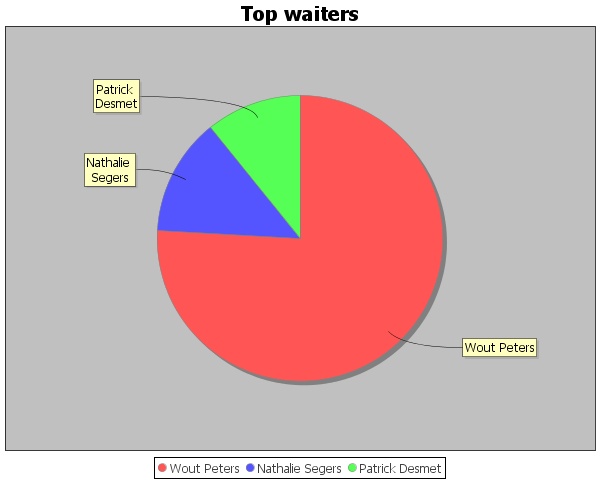 Top waiters
Patrick
Desmet
Nathalie
Segers
Wout Peters
Wout Peters Nathalie Segers Patrick Desmet